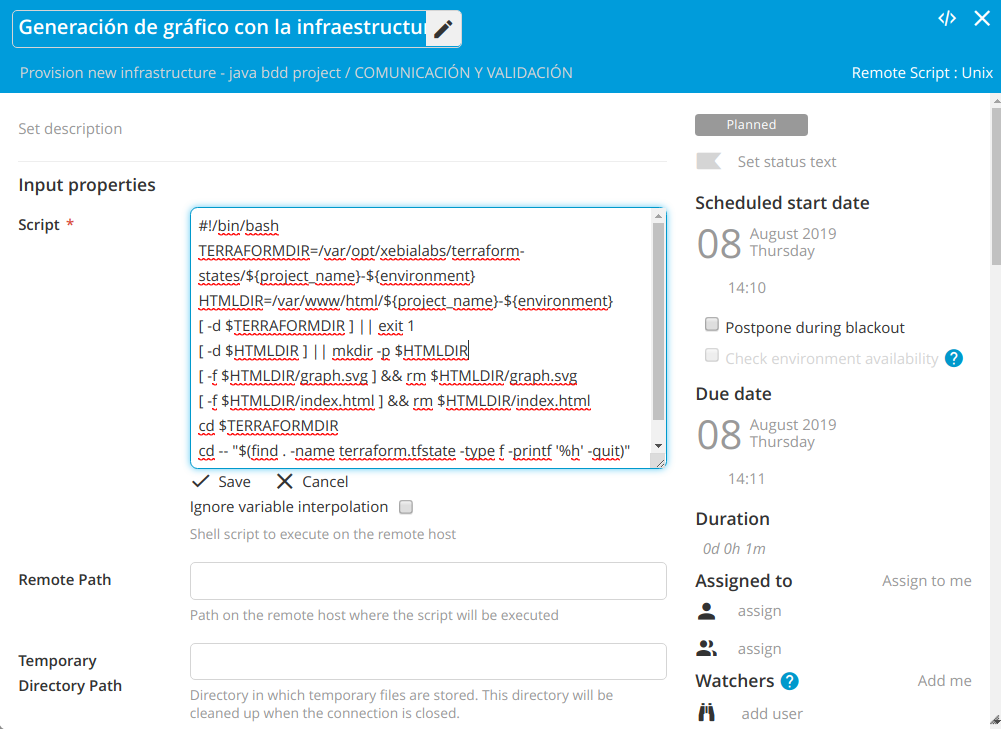 Generación de gráfico con la infraestructu
Provision new infrastructure - java bdd project / COMUNICACIÓN Y VALIDACIÓN
Remote Script : Unix
Set description
Input properties
Script *
#!/bin/bash
TERRAFORMDIR=/var/opt/xebialabs/terraform-
states/${project_name}-${environment}
HTMLDIR=/var/www/html/${project_name}-${environment}
[ -d $TERRAFORMDIR ] || exit 1
[ -d $HTMLDIR ] || mkdir -p $HTMLDIR
[ -f $HTMLDIR/graph.svg ] && rm $HTMLDIR/graph.svg
[ -f $HTMLDIR/index.html ] && rm $HTMLDIR/index.html
cd $TERRAFORMDIR
cd -- "$(find . -name terraform.tfstate -type f -printf '%h' -quit)"
Save Cancel
Ignore variable interpolation
Shell script to execute on the remote host
Remote Path
Path on the remote host where the script will be executed
Temporary
Directory Path
Directory in which temporary files are stored. This directory will be
cleaned up when the connection is closed.
Planned
Set status text
Scheduled start date
08
August 2019
Thursday
14:10
Postpone during blackout
Check environment availability ?
Due date
08
August 2019
Thursday
14:11
Duration
0d 0h 1m
Assigned to Assign to me
assign
assign
Watchers ? Add me
add user